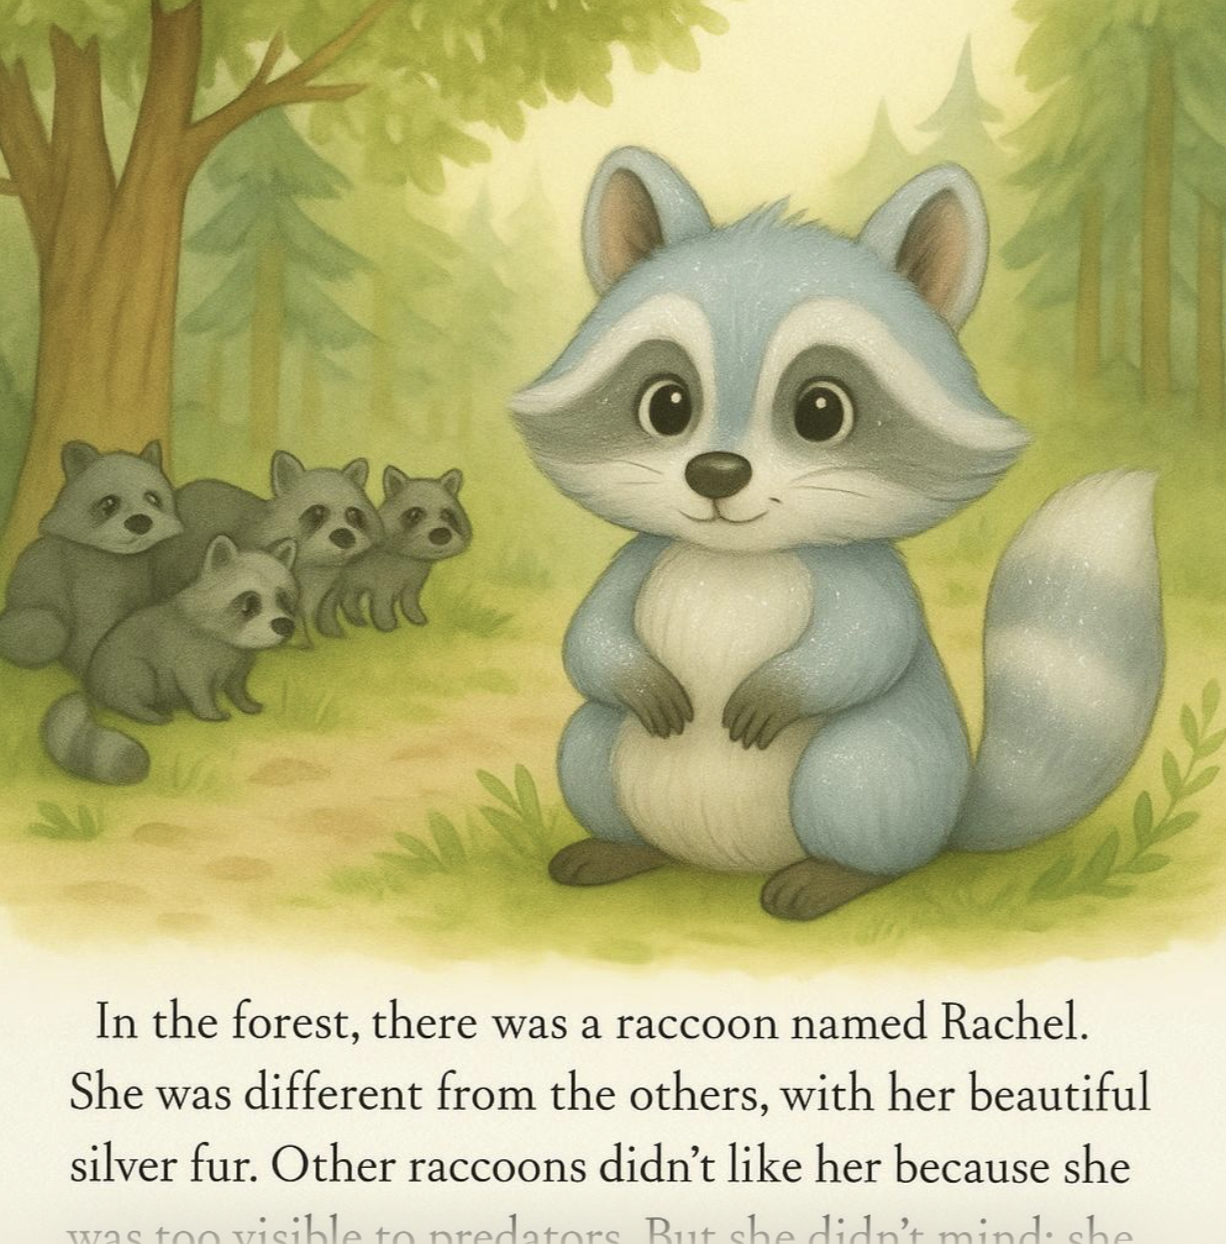 In the forest, there was a raccoon named Rachel.
She was different from the others, with her beautiful
silver fur. Other raccoons didn’t like her because she
was too visible to predators. But she didn’t mind; she